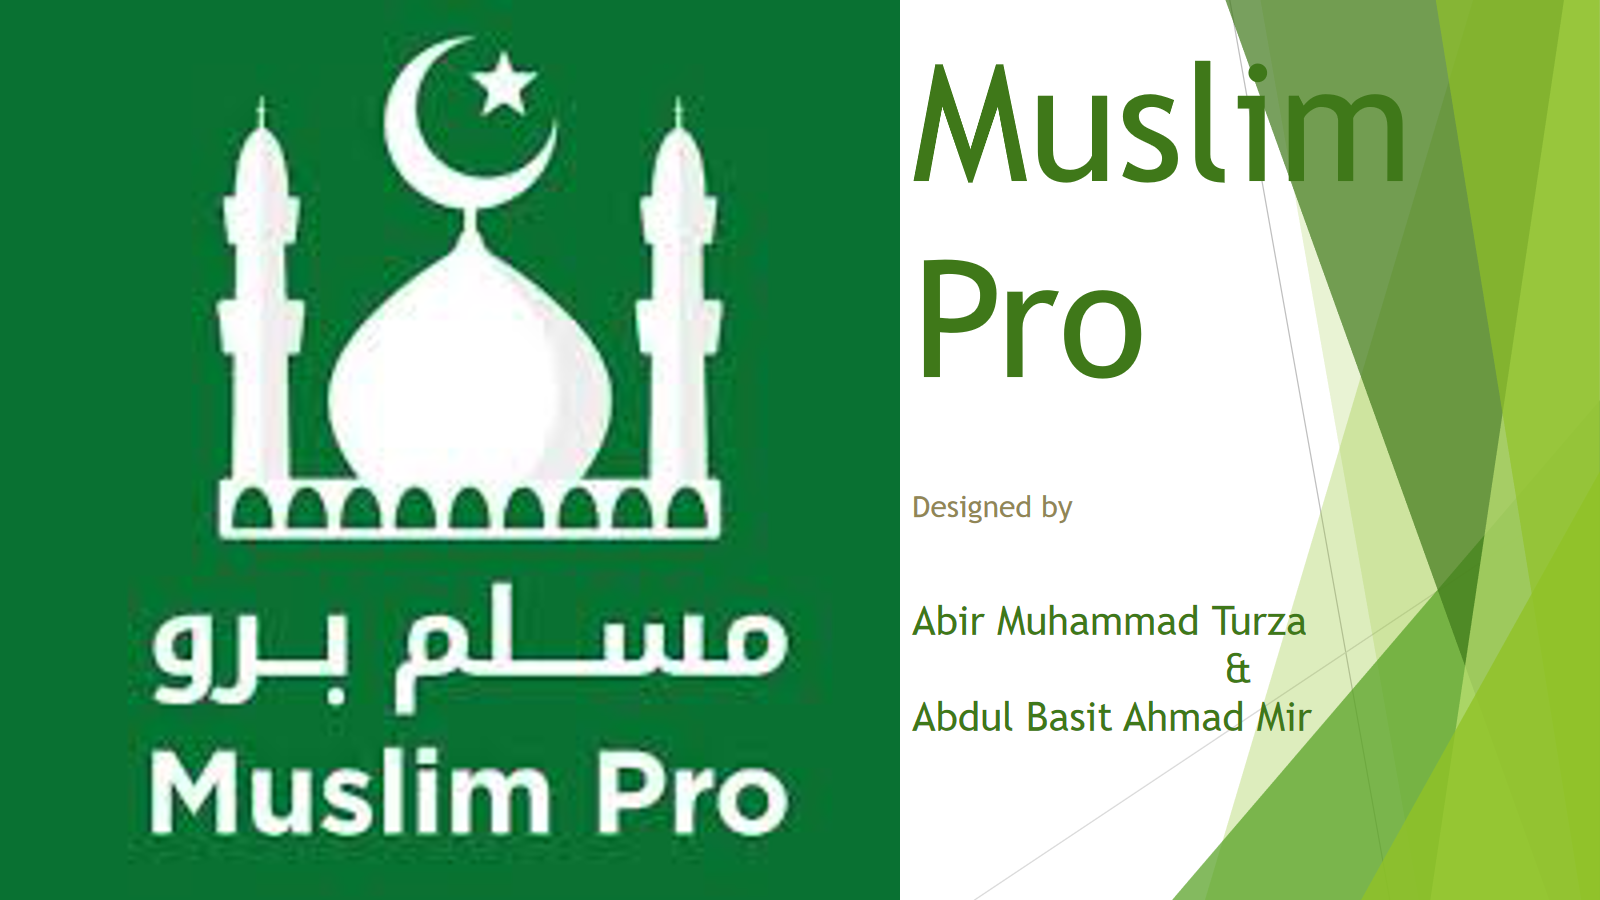 مسلم برو
Muslim Pro
Muslim
Pro
Designed by
Abir Muhammad Turza
&
Abdul Basit Ahmad Mir